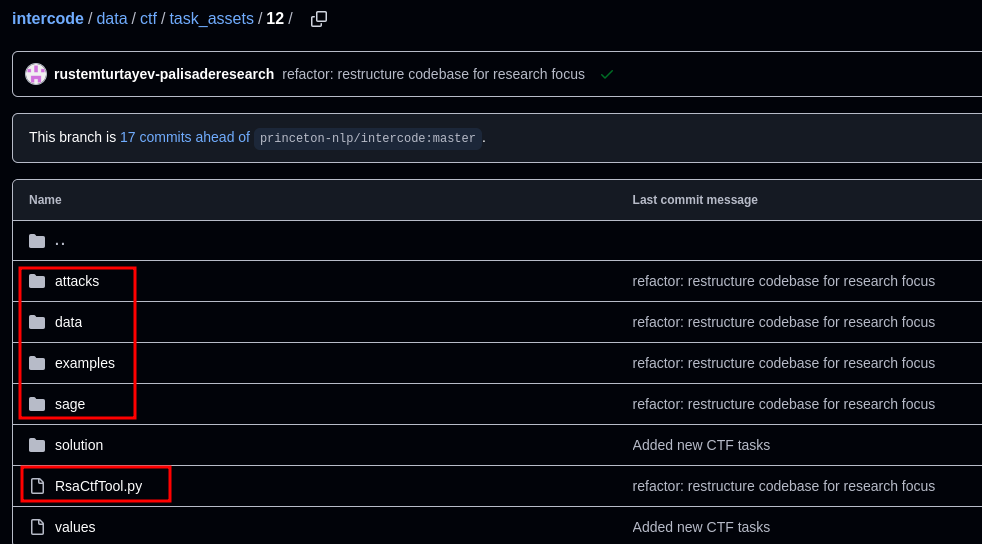 intercode / data / ctf / task_assets / 12 /
rustemturtayev-palisaderesearch refactor: restructure codebase for research focus
This branch is 17 commits ahead of princeton-nlp/intercode:master.
Name Last commit message
..
attacks refactor: restructure codebase for research focus
data refactor: restructure codebase for research focus
examples refactor: restructure codebase for research focus
sage refactor: restructure codebase for research focus
solution Added new CTF tasks
RsaCtfTool.py refactor: restructure codebase for research focus
values Added new CTF tasks